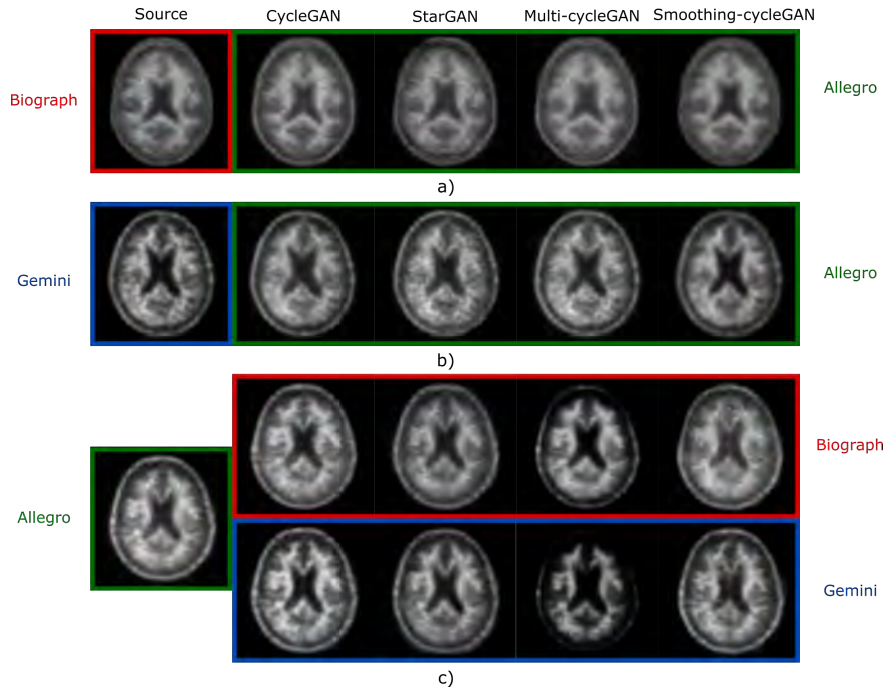 Source CycleGAN StarGAN Multi-cycleGAN Smoothing-cycleGAN
Biograph Allegro
a)
Gemini Allegro
b)
Biograph
Allegro
Gemini
c)